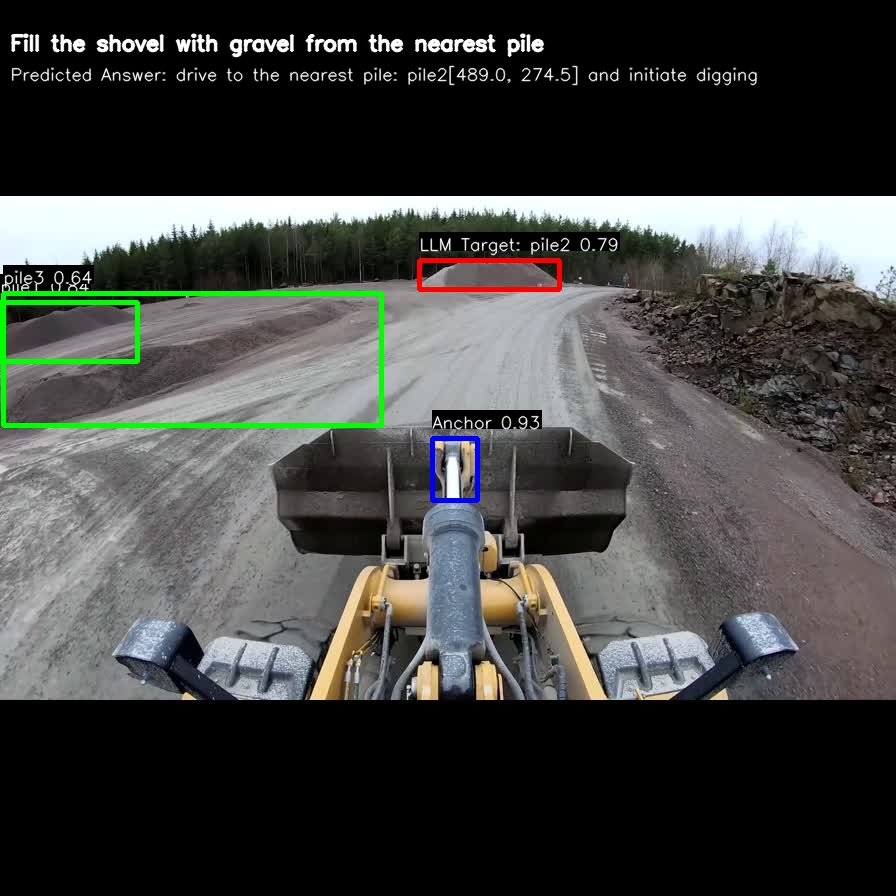 Fill the shovel with gravel from the nearest pile
Predicted Answer: drive to the nearest pile: pile2[489.0, 274.5] and initiate digging
LLM Target: pile2 0.79
pile3 0.64
Anchor 0.93